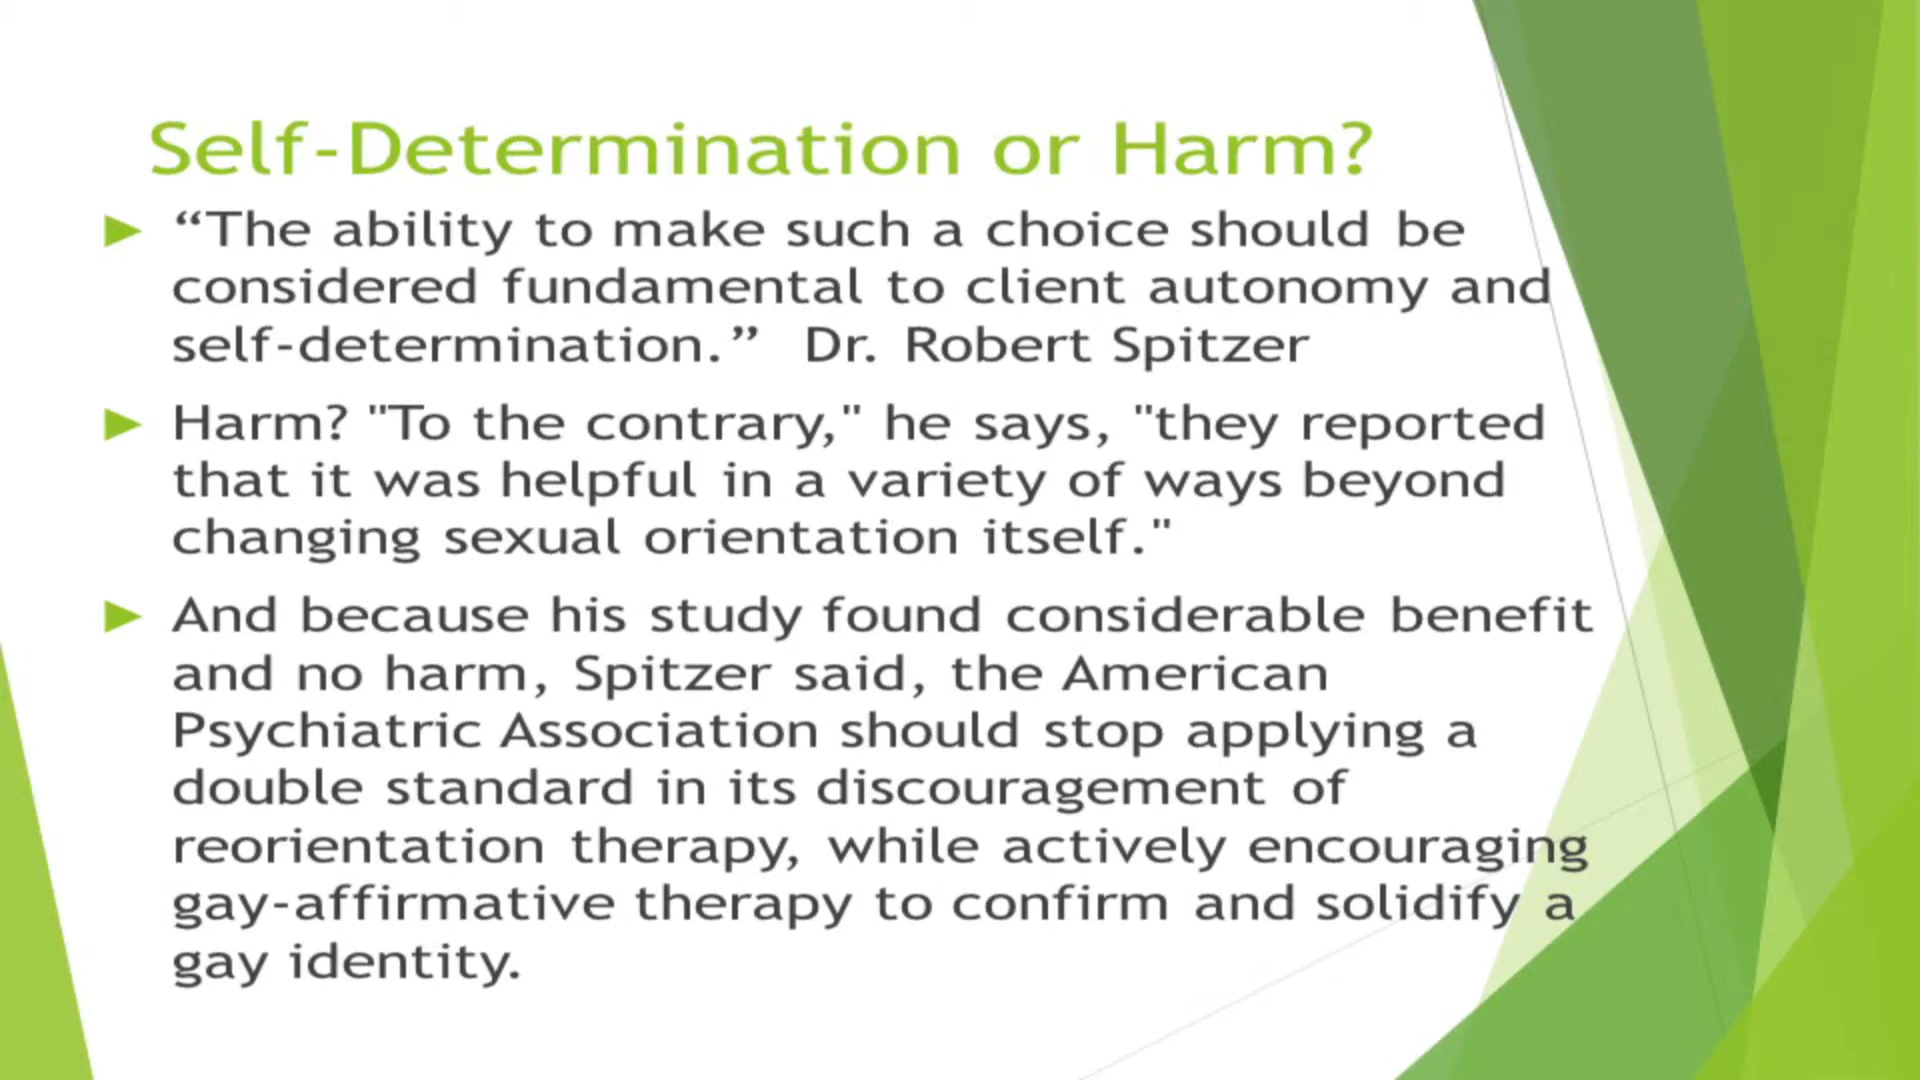 Self-Determination or Harm?
“The ability to make such a choice should be
considered fundamental to client autonomy and
self-determination.” Dr. Robert Spitzer
Harm? "To the contrary," he says, "they reported
that it was helpful in a variety of ways beyond
changing sexual orientation itself."
And because his study found considerable benefit
and no harm, Spitzer said, the American
Psychiatric Association should stop applying a
double standard in its discouragement of
reorientation therapy, while actively encouraging
gay-affirmative therapy to confirm and solidify a
gay identity.